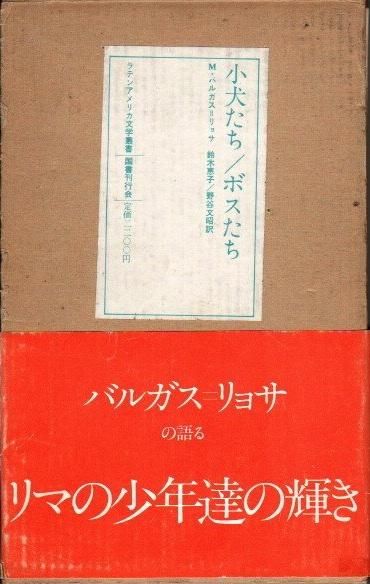 小犬たち／ボスたち
M・バルガス＝リョサ　鈴木恵子／野谷文昭訳
ラテンアメリカ文学叢書｜国書刊行会｜定価二二〇〇円
バルガス＝リョサ
の語る
リマの少年達の輝き